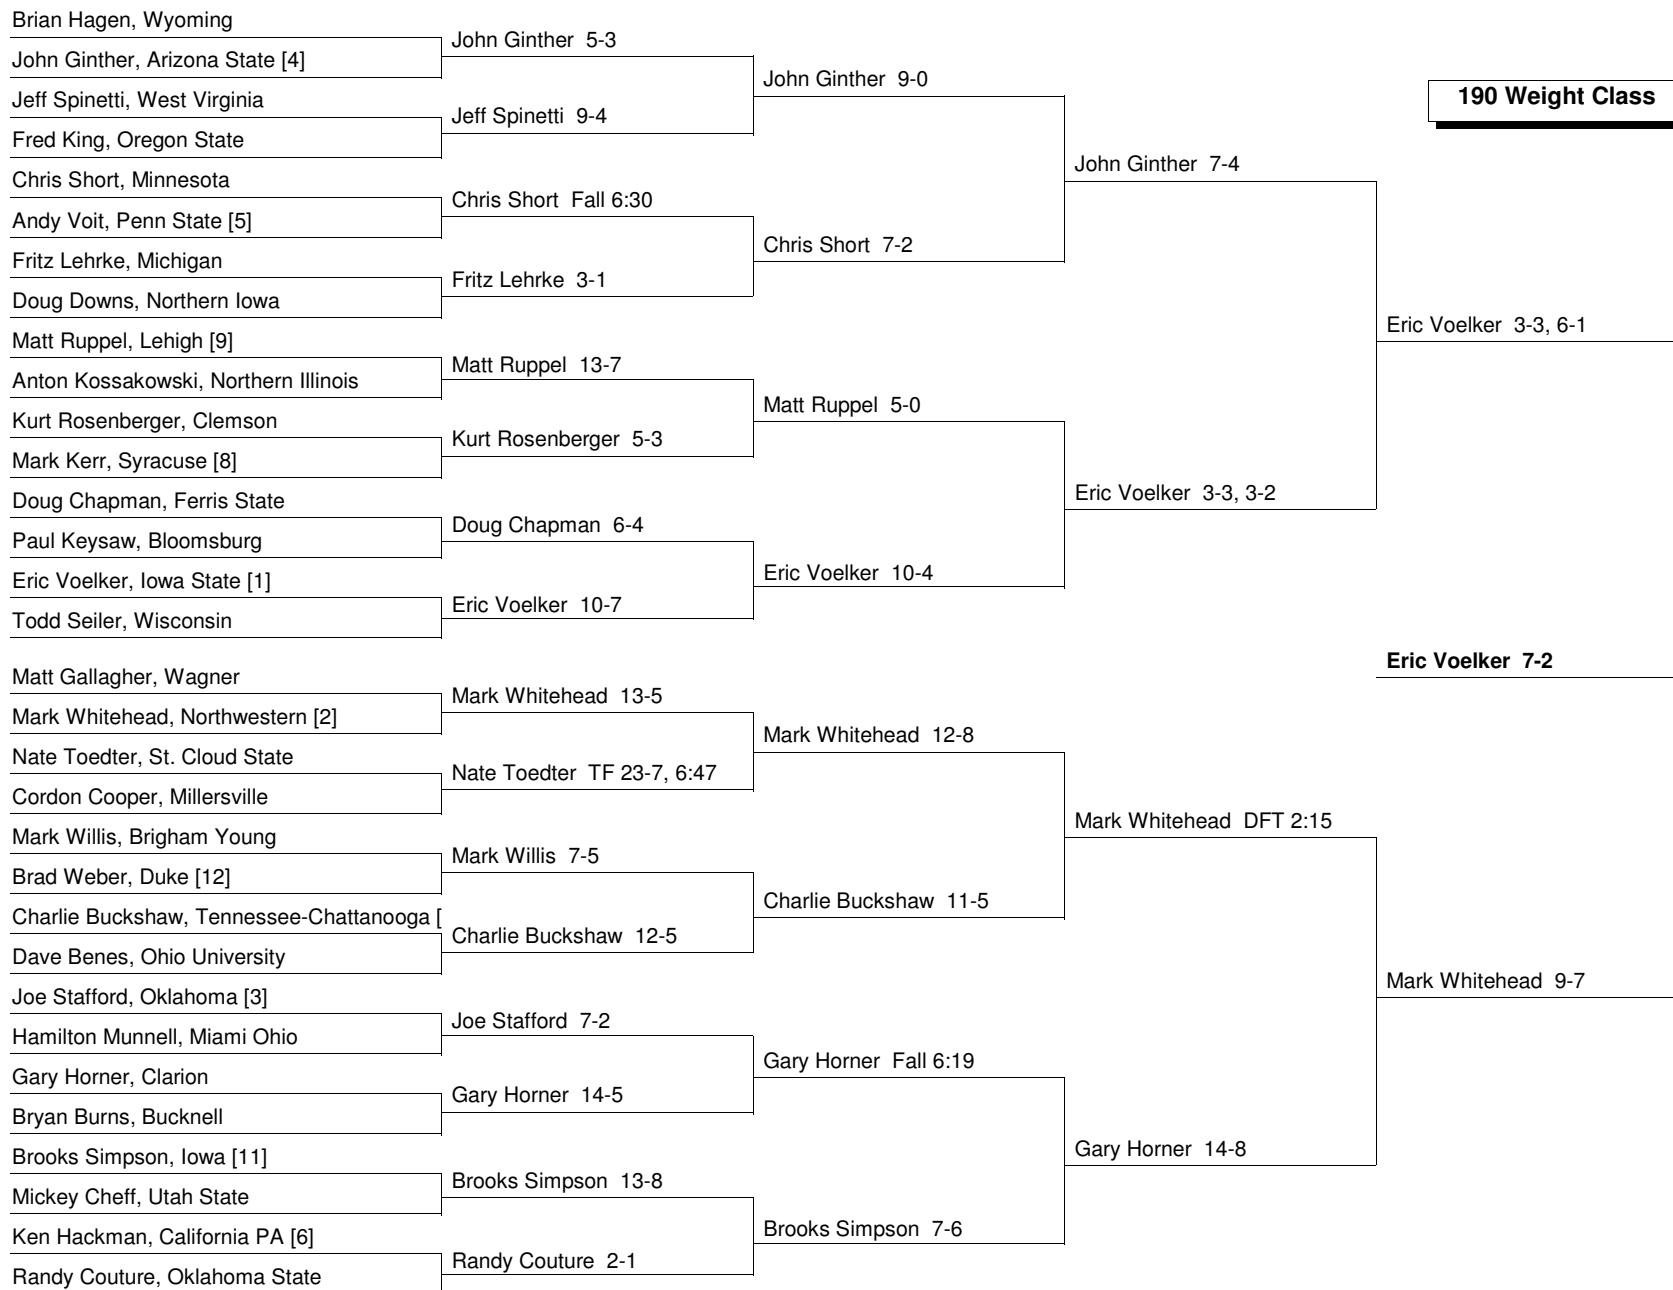 Brian Hagen, Wyoming
John Ginther, Arizona State [4]
Jeff Spinetti, West Virginia
Fred King, Oregon State
Chris Short, Minnesota
Andy Voit, Penn State [5]
Fritz Lehrke, Michigan
Doug Downs, Northern Iowa
Matt Ruppel, Lehigh [9]
Anton Kossakowski, Northern Illinois
Kurt Rosenberger, Clemson
Mark Kerr, Syracuse [8]
Doug Chapman, Ferris State
Paul Keysaw, Bloomsburg
Eric Voelker, Iowa State [1]
Todd Seiler, Wisconsin
Matt Gallagher, Wagner
Mark Whitehead, Northwestern [2]
Nate Toedter, St. Cloud State
Cordon Cooper, Millersville
Mark Willis, Brigham Young
Brad Weber, Duke [12]
Charlie Buckshaw, Tennessee-Chattanooga [
Dave Benes, Ohio University
Joe Stafford, Oklahoma [3]
Hamilton Munnell, Miami Ohio
Gary Horner, Clarion
Bryan Burns, Bucknell
Brooks Simpson, Iowa [11]
Mickey Cheff, Utah State
Ken Hackman, California PA [6]
Randy Couture, Oklahoma State
John Ginther 5-3
Jeff Spinetti 9-4
Chris Short Fall 6:30
Fritz Lehrke 3-1
Matt Ruppel 13-7
Kurt Rosenberger 5-3
Doug Chapman 6-4
Eric Voelker 10-7
Mark Whitehead 13-5
Nate Toedter TF 23-7, 6:47
Mark Willis 7-5
Charlie Buckshaw 12-5
Joe Stafford 7-2
Gary Horner 14-5
Brooks Simpson 13-8
Randy Couture 2-1
John Ginther 9-0
Chris Short 7-2
Matt Ruppel 5-0
Eric Voelker 10-4
Mark Whitehead 12-8
Charlie Buckshaw 11-5
Gary Horner Fall 6:19
Brooks Simpson 7-6
John Ginther 7-4
Eric Voelker 3-3, 3-2
Mark Whitehead DFT 2:15
Gary Horner 14-8
190 Weight Class
Eric Voelker 3-3, 6-1
Eric Voelker 7-2
Mark Whitehead 9-7